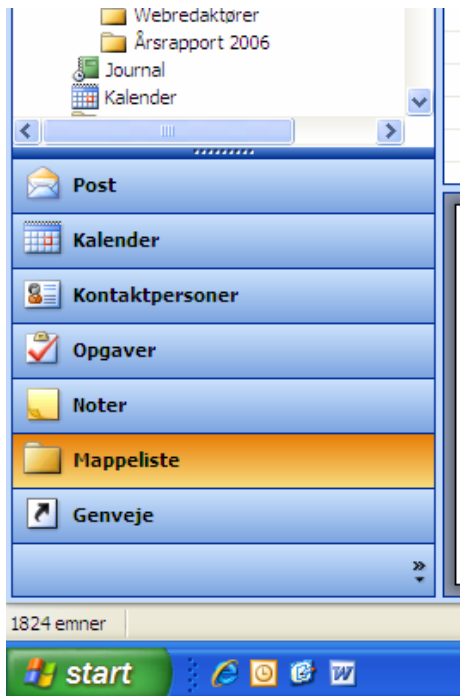 Webredaktører
Årsrapport 2006
Journal
Kalender
Post
Kalender
Kontaktpersoner
Opgaver
Noter
Mappeliste
Genveje
1824 emner
start